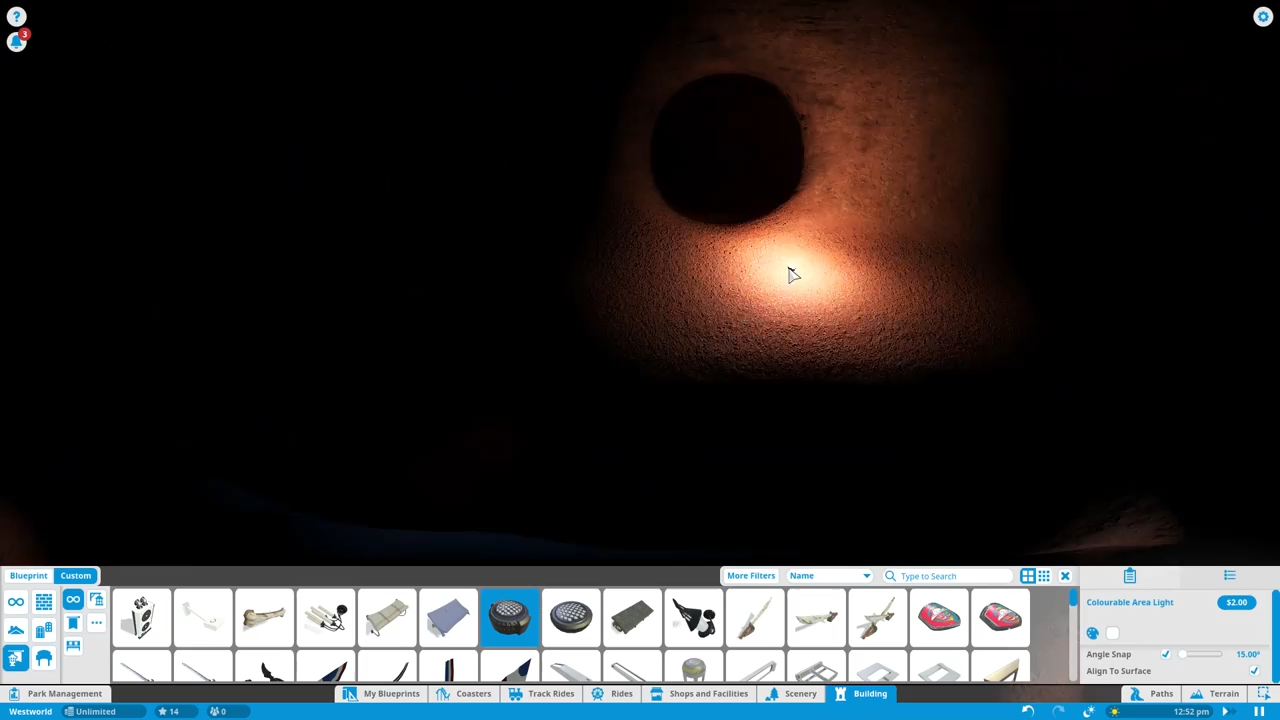 ?
3
Blueprint
Custom
More Filters
Name
Type to Search
Colourable Area Light
$2.00
Angle Snap
15.00°
Align To Surface
Park Management
My Blueprints
Coasters
Track Rides
Rides
Shops and Facilities
Scenery
Building
Paths
Terrain
Westworld
Unlimited
14
0
12:52 pm